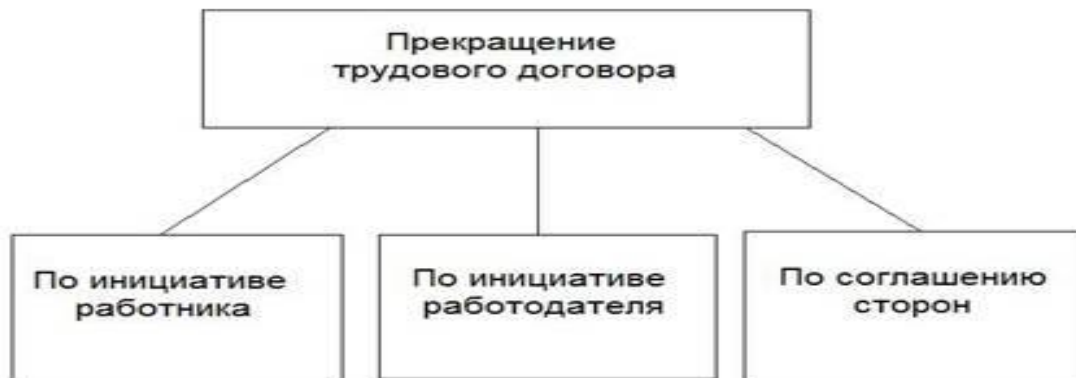 Прекращение
трудового договора
По инициативе
работника
По инициативе
работодателя
По соглашению
сторон